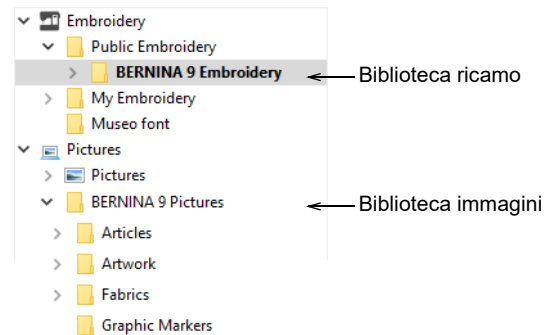 Embroidery
Public Embroidery
BERNINA 9 Embroidery
Biblioteca ricamo
My Embroidery
Museo font
Pictures
Pictures
BERNINA 9 Pictures
Biblioteca immagini
Articles
Artwork
Fabrics
Graphic Markers